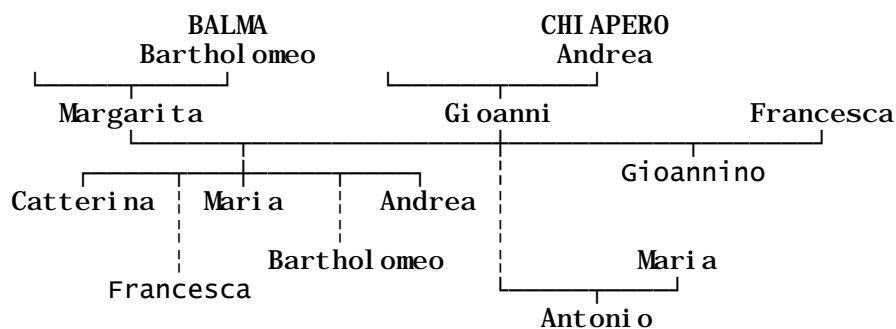 BALMA CHIAPERO
Bartholomeo Andrea
Margarita Gioanni Francesca
Gioannino
Catterina Maria Andrea
Bartholomeo Maria
Francesca
Antonio